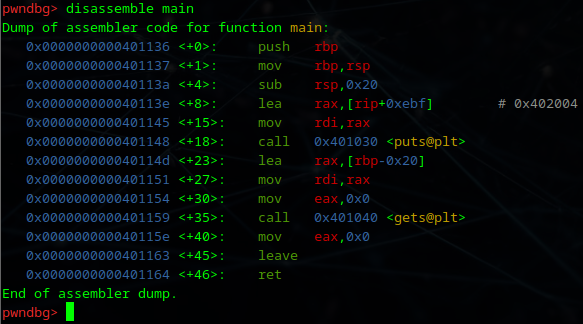 pwndbg> disassemble main
Dump of assembler code for function main:
0x0000000000401136 <+0>: push rbp
0x0000000000401137 <+1>: mov rbp,rsp
0x000000000040113a <+4>: sub rsp,0x20
0x000000000040113e <+8>: lea rax,[rip+0xebf] # 0x402004
0x0000000000401145 <+15>: mov rdi,rax
0x0000000000401148 <+18>: call 0x401030 <puts@plt>
0x000000000040114d <+23>: lea rax,[rbp-0x20]
0x0000000000401151 <+27>: mov rdi,rax
0x0000000000401154 <+30>: mov eax,0x0
0x0000000000401159 <+35>: call 0x401040 <gets@plt>
0x000000000040115e <+40>: mov eax,0x0
0x0000000000401163 <+45>: leave
0x0000000000401164 <+46>: ret
End of assembler dump.
pwndbg>